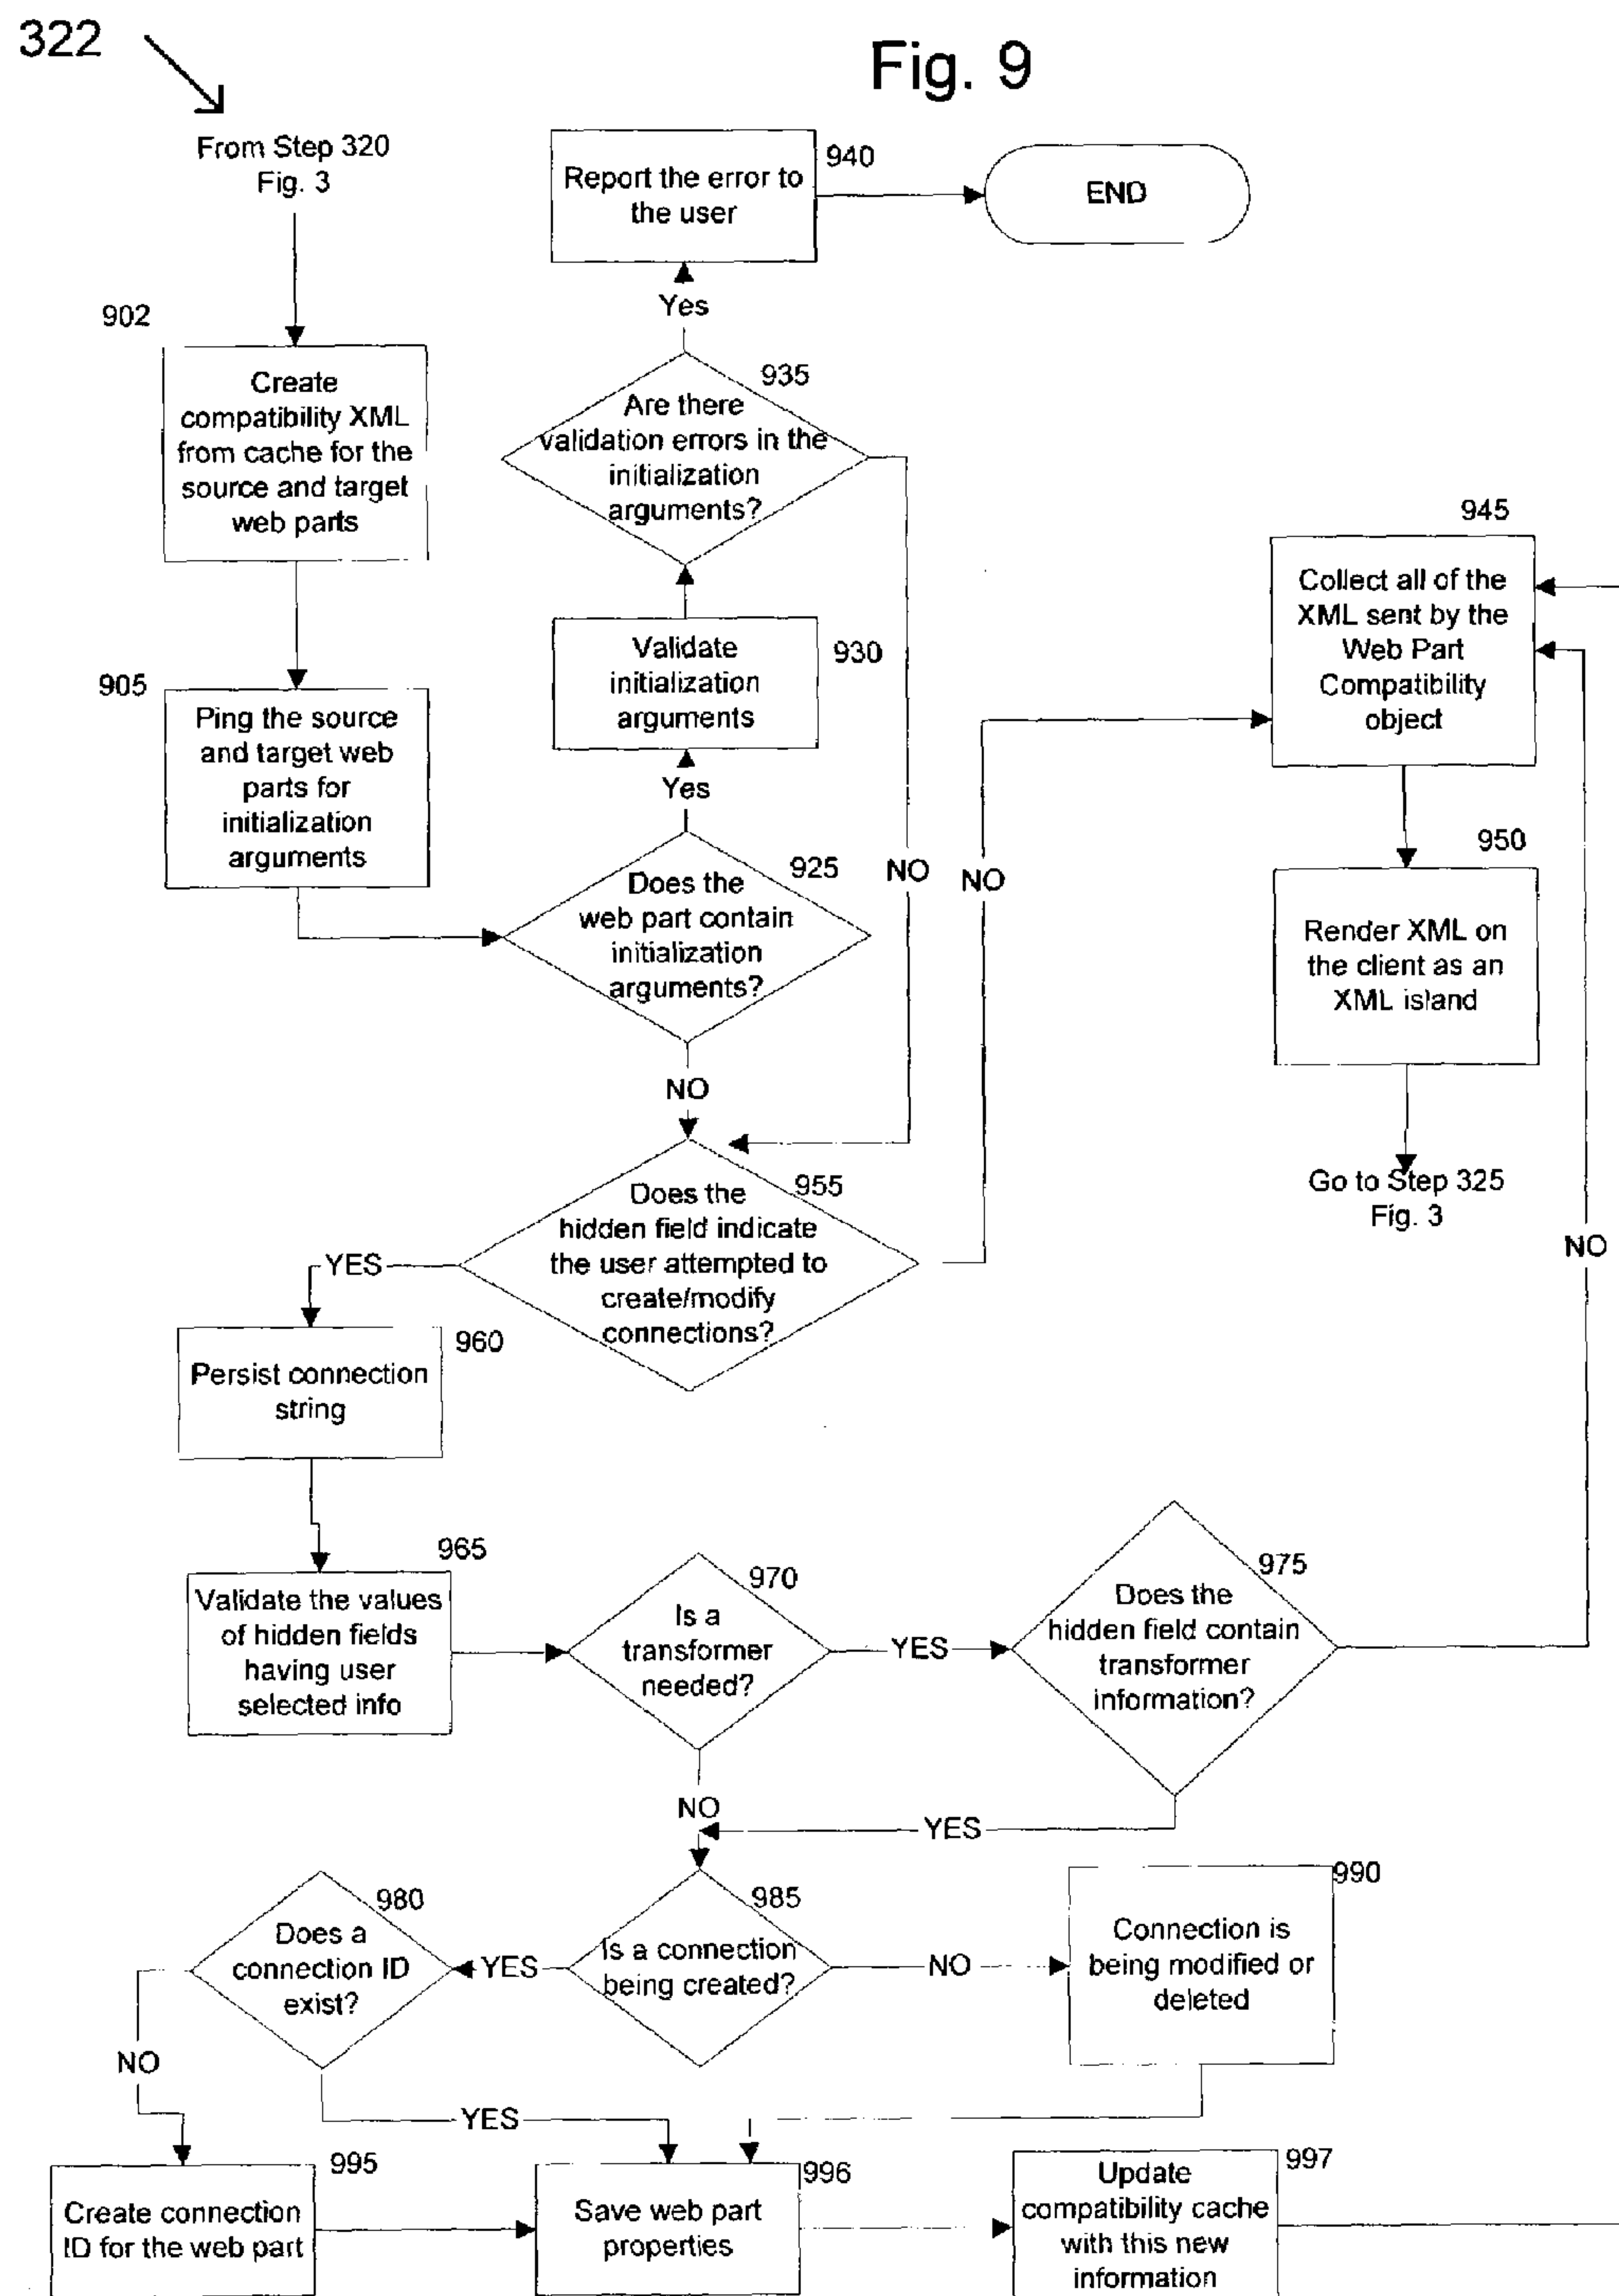 322
Fig. 9
From Step 320
Fig. 3
902
Create
compatibility XML
from cache for the
source and target
web parts
905
Ping the source
and target web
parts for
initialization
arguments
Report the error to
the user
940
END
Yes
935
Are there
validation errors in the
initialization
arguments?
Validate
initialization
arguments
930
Yes
925
Does the
web part contain
initialization
arguments?
NO
NO
NO
945
Collect all of the
XML sent by the
Web Part
Compatibility
object
950
Render XML on
the client as an
XML island
Go to Step 325
Fig. 3
NO
955
Does the
hidden field indicate
the user attempted to
create/modify
connections?
YES
960
Persist connection
string
965
Validate the values
of hidden fields
having user
selected info
970
Is a
transformer
needed?
YES
975
Does the
hidden field contain
transformer
information?
NO
YES
980
Does a
connection ID
exist?
YES
985
Is a connection
being created?
NO
990
Connection is
being modified or
deleted
NO
YES
995
Create connection
ID for the web part
996
Save web part
properties
997
Update
compatibility cache
with this new
information